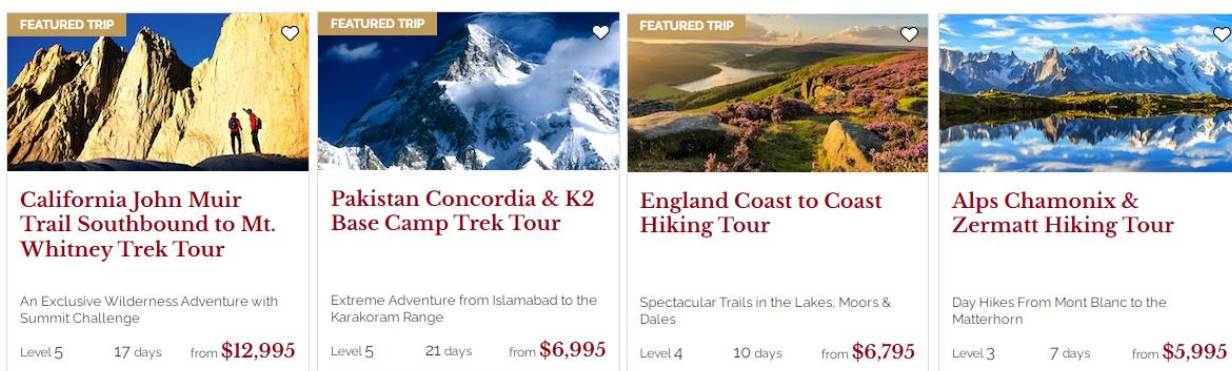 FEATURED TRIP
California John Muir
Trail Southbound to Mt.
Whitney Trek Tour
An Exclusive Wilderness Adventure with
Summit Challenge
Level 5 17 days from $12,995
FEATURED TRIP
Pakistan Concordia & K2
Base Camp Trek Tour
Extreme Adventure from Islamabad to the
Karakoram Range
Level 5 21 days from $6,995
FEATURED TRIP
England Coast to Coast
Hiking Tour
Spectacular Trails in the Lakes, Moors &
Dales
Level 4 10 days from $6,795
Alps Chamonix &
Zermatt Hiking Tour
Day Hikes From Mont Blanc to the
Matterhorn
Level 3 7 days from $5,995